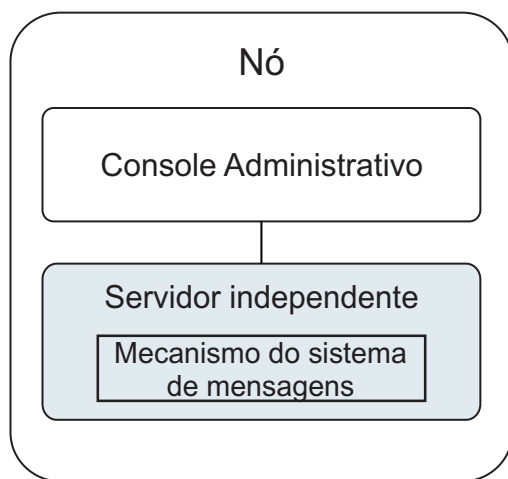 Nó
Console Administrativo
Servidor independente
Mecanismo do sistema
de mensagens